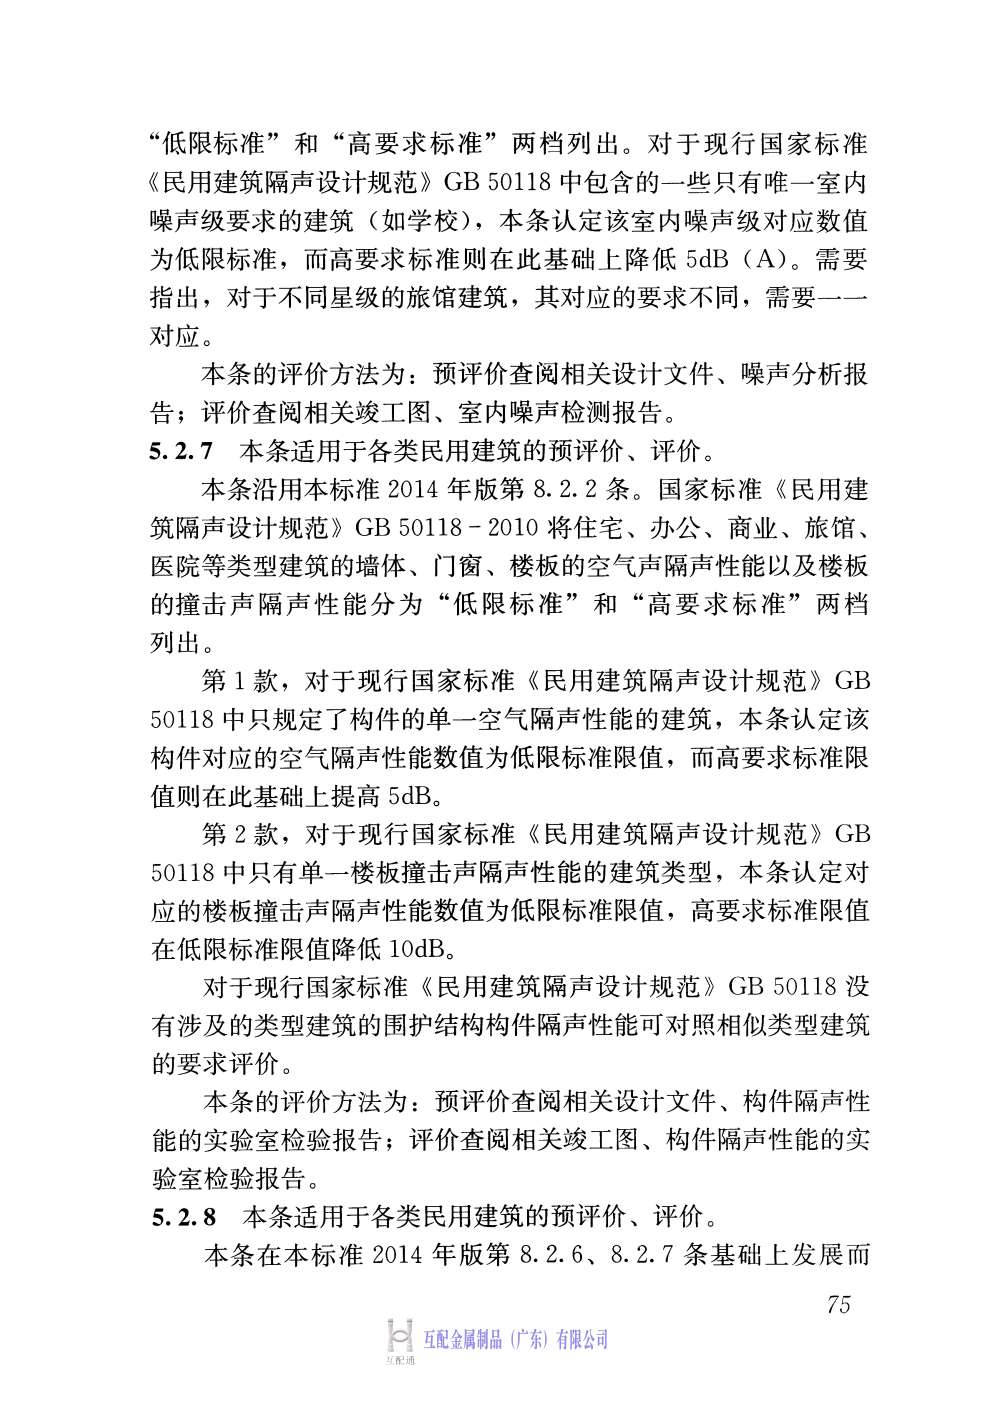 “低限标准”和“高要求标准”两档列出。对于现行国家标准
《民用建筑隔声设计规范》GB 50118 中包含的一些只有唯一室内
噪声级要求的建筑（如学校），本条认定该室内噪声级对应数值
为低限标准，而高要求标准则在此基础上降低 5dB（A）。需要
指出，对于不同星级的旅馆建筑，其对应的要求不同，需要一一
对应。
本条的评价方法为：预评价查阅相关设计文件、噪声分析报
告；评价查阅相关竣工图、室内噪声检测报告。
5.2.7 本条适用于各类民用建筑的预评价、评价。
本条沿用本标准 2014 年版第 8.2.2 条。国家标准《民用建
筑隔声设计规范》GB 50118-2010 将住宅、办公、商业、旅馆、
医院等类型建筑的墙体、门窗、楼板的空气声隔声性能以及楼板
的撞击声隔声性能分为“低限标准”和“高要求标准”两档
列出。
第 1 款，对于现行国家标准《民用建筑隔声设计规范》GB
50118 中只规定了构件的单一空气隔声性能的建筑，本条认定该
构件对应的空气隔声性能数值为低限标准限值，而高要求标准限
值则在此基础上提高 5dB。
第 2 款，对于现行国家标准《民用建筑隔声设计规范》GB
50118 中只有单一楼板撞击声隔声性能的建筑类型，本条认定对
应的楼板撞击声隔声性能数值为低限标准限值，高要求标准限值
在低限标准限值降低 10dB。
对于现行国家标准《民用建筑隔声设计规范》GB 50118 没
有涉及的类型建筑的围护结构构件隔声性能可对照相似类型建筑
的要求评价。
本条的评价方法为：预评价查阅相关设计文件、构件隔声性
能的实验室检验报告；评价查阅相关竣工图、构件隔声性能的实
验室检验报告。
5.2.8 本条适用于各类民用建筑的预评价、评价。
本条在本标准 2014 年版第 8.2.6、8.2.7 条基础上发展而
75
互配通
互配金属制品（广东）有限公司